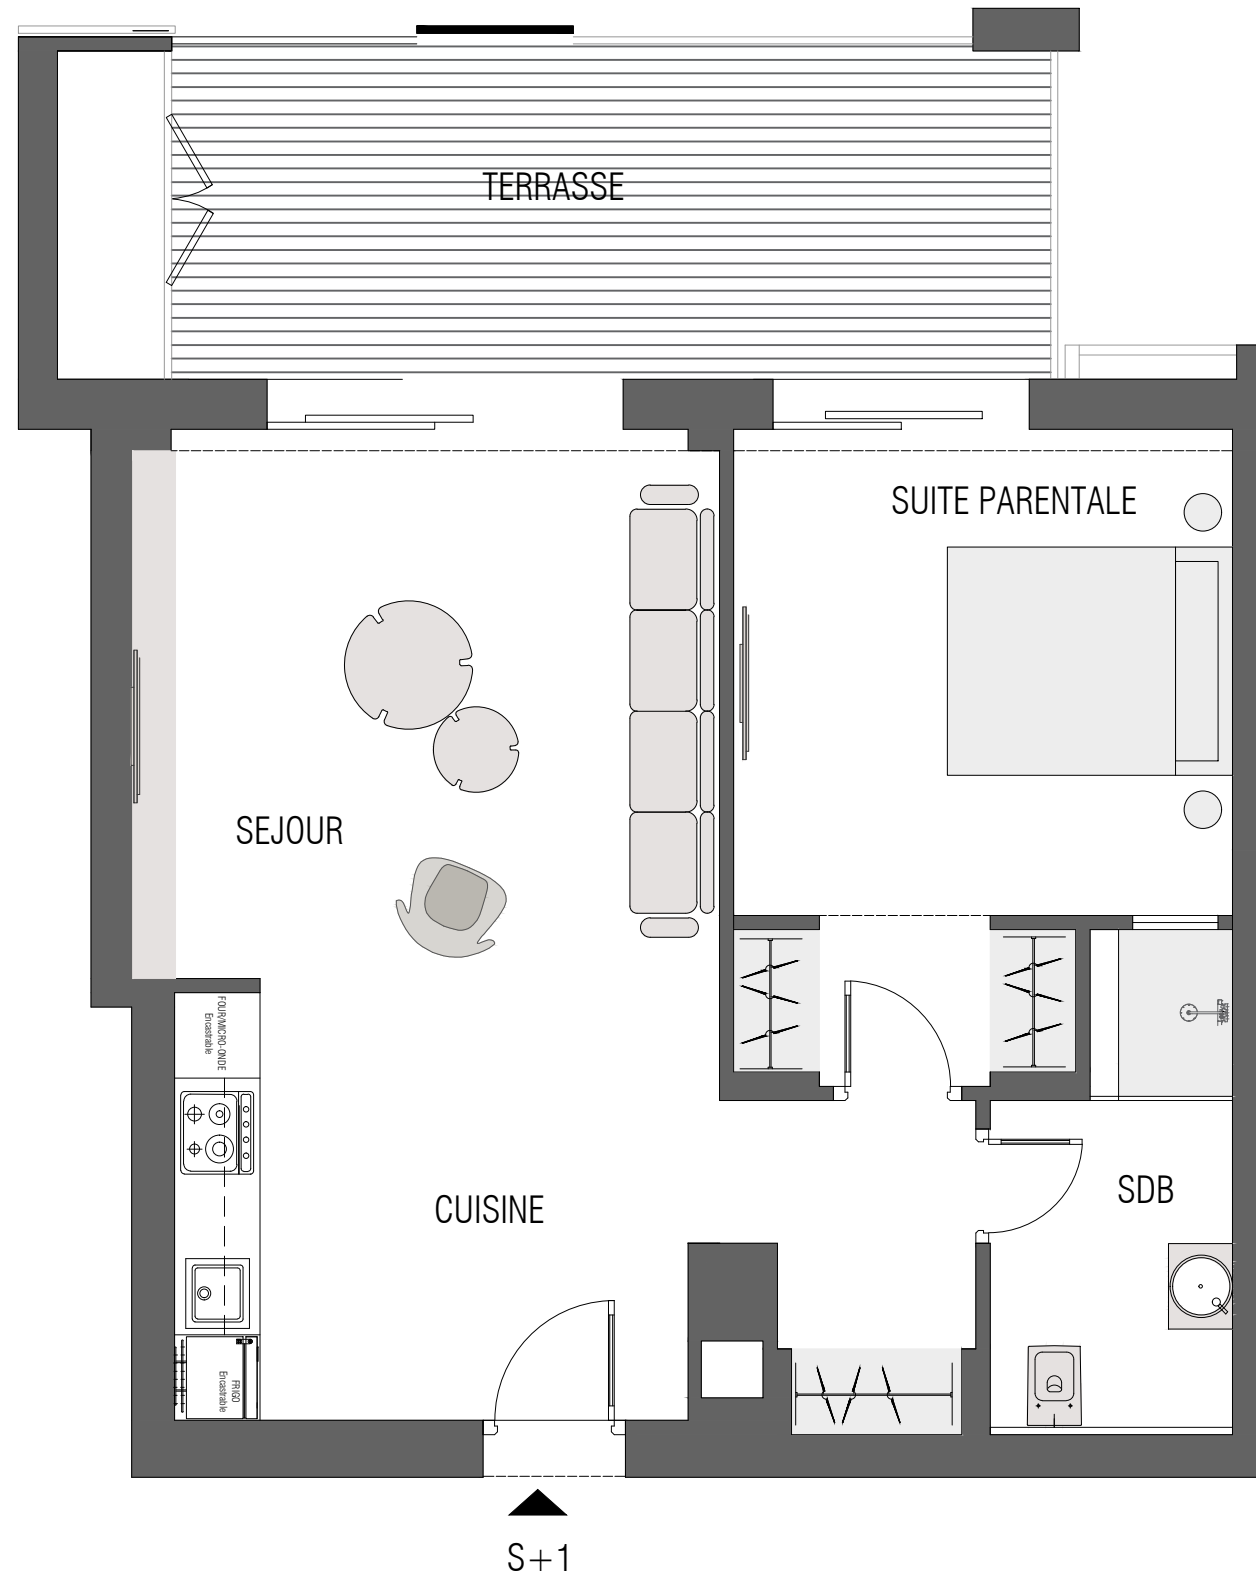 TERRASSE
SUITE PARENTALE
SEJOUR
FOUR/MICRO-ONDE
Encastrable
CUISINE
SDB
FRIGO
Encastrable
S+1